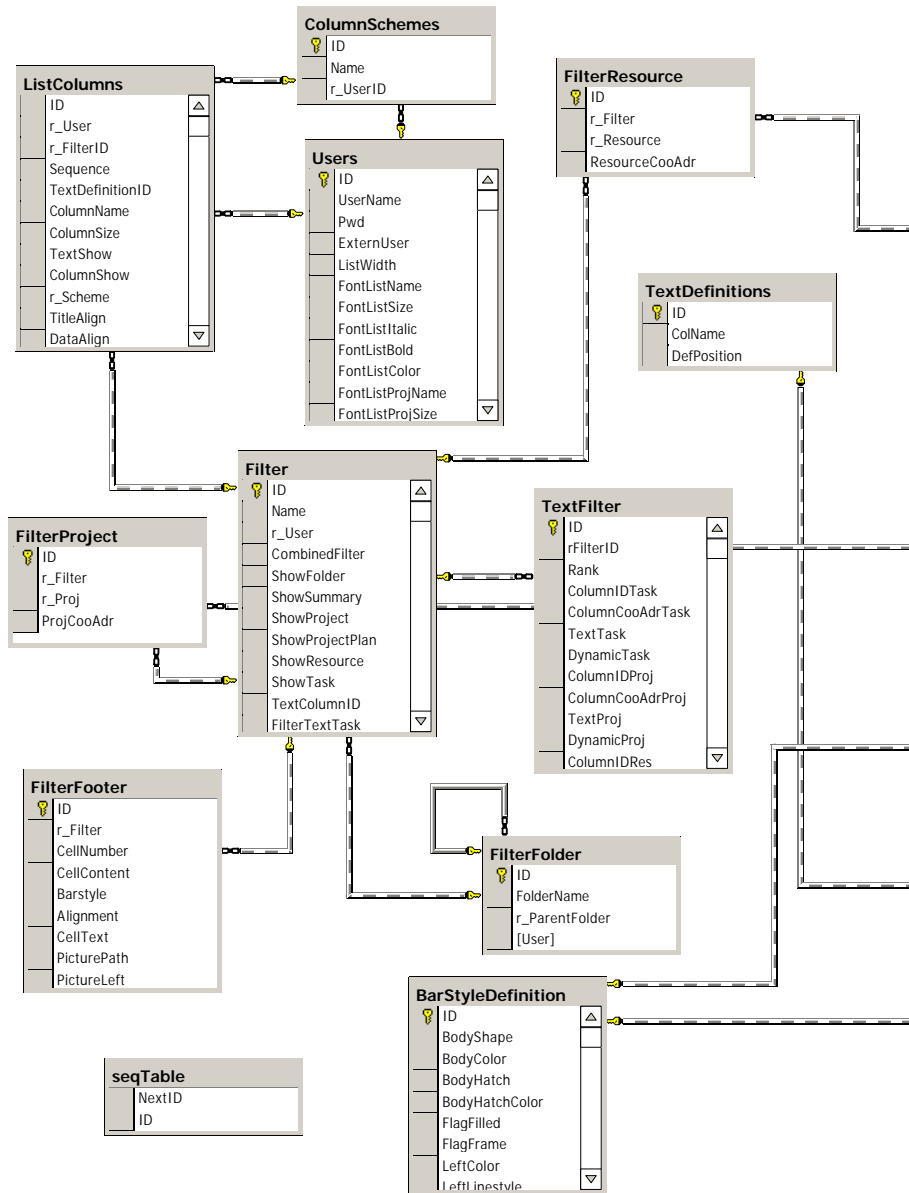 ColumnSchemes
ID
Name
r_UserID
ListColumns
ID
r_User
r_FilterID
Sequence
TextDefinitionID
ColumnName
ColumnSize
TextShow
ColumnShow
r_Scheme
TitleAlign
DataAlign
FilterResource
ID
r_Filter
r_Resource
ResourceCooAdr
Users
ID
UserName
Pwd
ExternUser
ListWidth
FontListName
FontListSize
FontListItalic
FontListBold
FontListColor
FontListProjName
FontListProjSize
TextDefinitions
ID
ColName
DefPosition
Filter
ID
Name
r_User
CombinedFilter
ShowFolder
ShowSummary
ShowProject
ShowProjectPlan
ShowResource
ShowTask
TextColumnID
FilterTextTask
TextFilter
ID
rFilterID
Rank
ColumnIDTask
ColumnCooAdrTask
TextTask
DynamicTask
ColumnIDProj
ColumnCooAdrProj
TextProj
DynamicProj
ColumnIDRes
FilterProject
ID
r_Filter
r_Proj
ProjCooAdr
FilterFooter
ID
r_Filter
CellNumber
CellContent
Barstyle
Alignment
CellText
PicturePath
PictureLeft
FilterFolder
ID
FolderName
r_ParentFolder
[User]
BarStyleDefinition
ID
BodyShape
BodyColor
BodyHatch
BodyHatchColor
FlagFilled
FlagFrame
LeftColor
LeftLinestyle
seqTable
NextID
ID